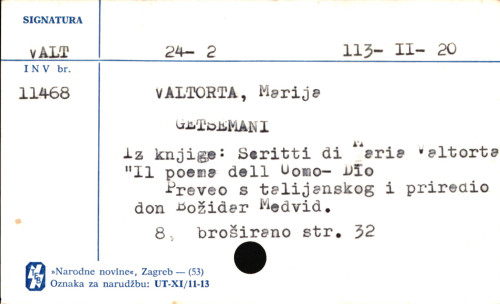 SIGNATURA
VALT 24- 2 113- II- 20
INV br.
11468 VALTORTA, Marija
GETSEMANI
Iz knjige: Scritti di Maria Valtorta
"Il poema dell Uomo- Dio
Preveo s talijanskog i priredio
don Božidar Medvid.
8, broširano str. 32
»Narodne novine«, Zagreb — (53)
Oznaka za narudžbu: UT-XI/11-13